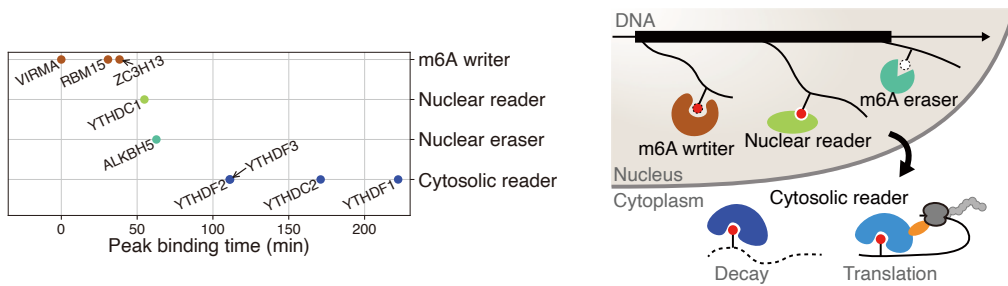 VIRMA
RBM15
ZC3H13
m6A writer
YTHDC1
Nuclear reader
ALKBH5
Nuclear eraser
YTHDF2
YTHDF3
YTHDC2
YTHDF1
Cytosolic reader
0
50
100
150
200
Peak binding time (min)
DNA
m6A eraser
m6A wrtiter
Nuclear reader
Nucleus
Cytoplasm
Cytosolic reader
Decay
Translation